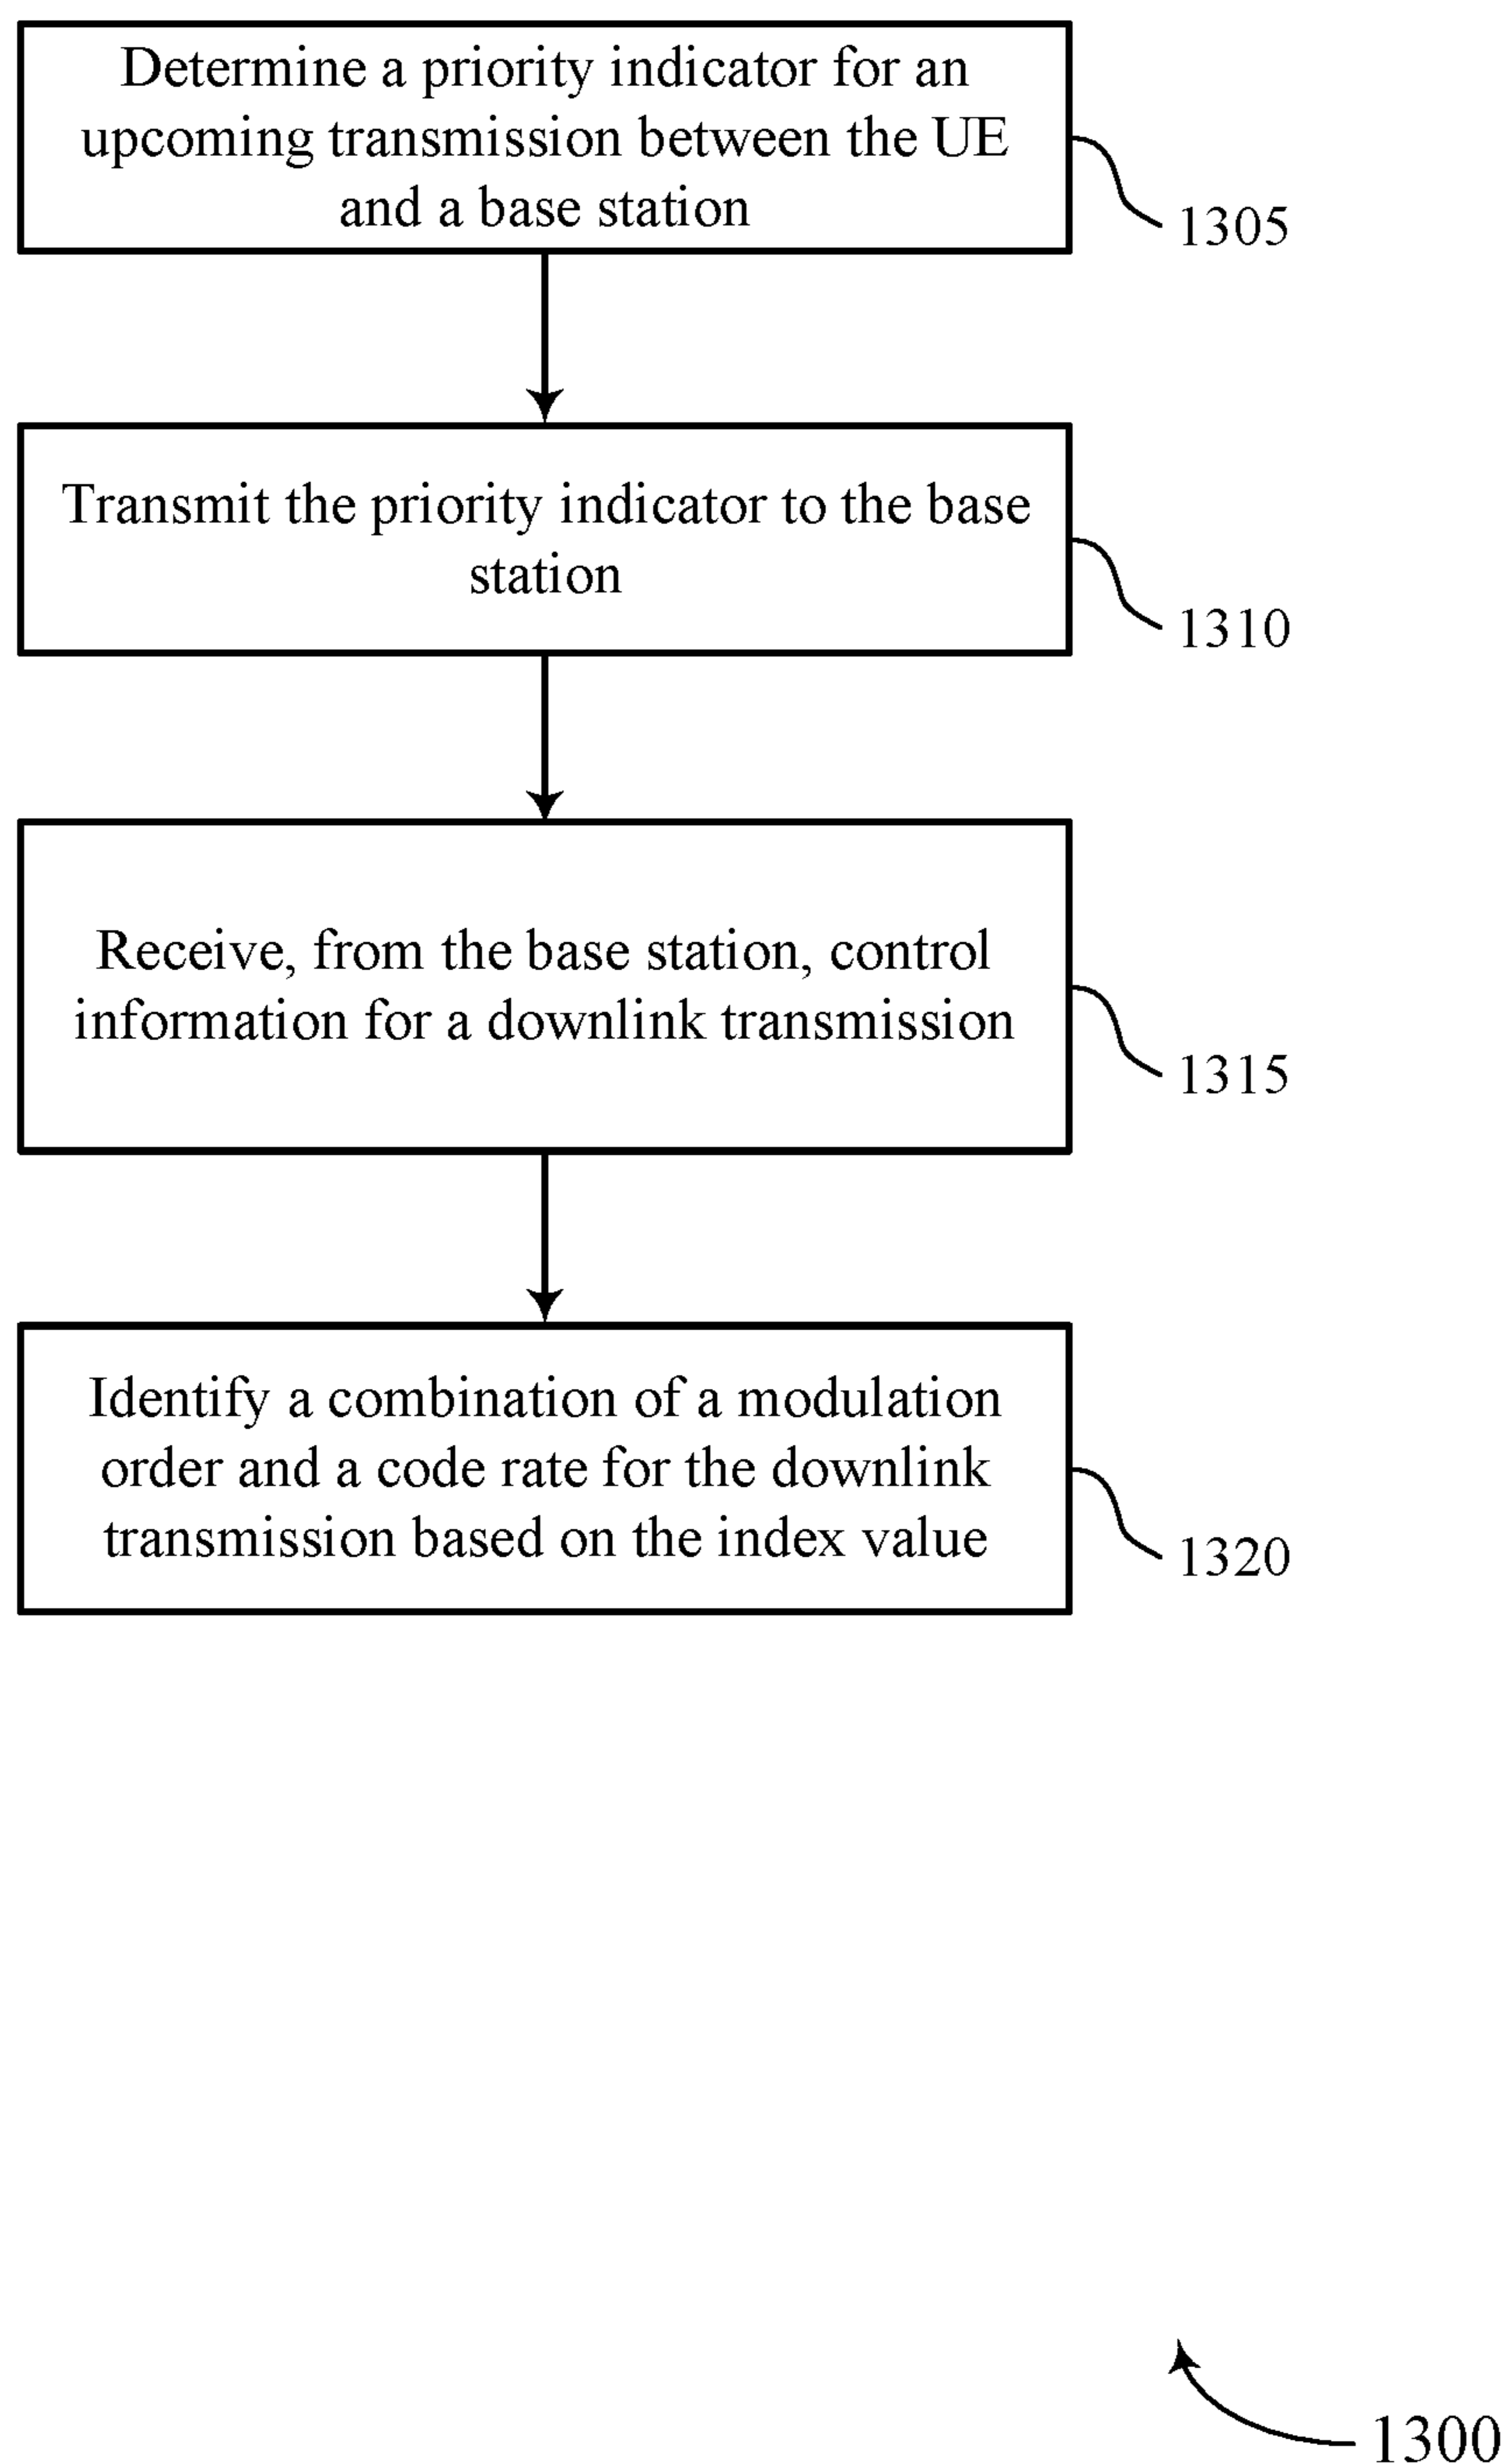 Determine a priority indicator for an
upcoming transmission between the UE
and a base station
1305
Transmit the priority indicator to the base
station
1310
Receive, from the base station, control
information for a downlink transmission
1315
Identify a combination of a modulation
order and a code rate for the downlink
transmission based on the index value
1320
1300